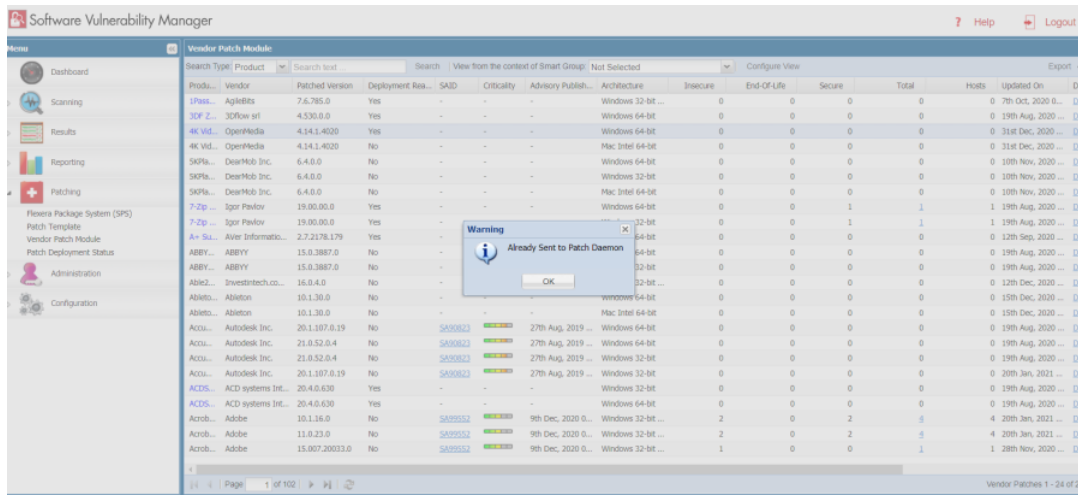 Software Vulnerability Manager
? Help Logout
Menu
Dashboard
Scanning
Results
Reporting
Patching
Flexera Package System (SPS)
Patch Template
Vendor Patch Module
Patch Deployment Status
Administration
Configuration
Vendor Patch Module
Search Type: Product Search text ... Search View from the context of Smart Group: Not Selected Configure View Export
Produ... Vendor Patched Version Deployment Rea... SAID Criticality Advisory Publish... Architecture Insecure End-Of-Life Secure Total Hosts Updated On D
1Pass... AgileBits 7.6.785.0 Yes - - - Windows 32-bit ... 0 0 0 0 0 7th Oct, 2020 0... D
3DF Z... 3Dflow srl 4.530.0.0 Yes - - - Windows 64-bit 0 0 0 0 0 19th Aug, 2020 ... D
4K Vid... OpenMedia 4.14.1.4020 Yes - - - Windows 64-bit 0 0 0 0 0 31st Dec, 2020 ... D
4K Vid... OpenMedia 4.14.1.4020 No - - - Mac Intel 64-bit 0 0 0 0 0 31st Dec, 2020 ... D
5KPla... DearMob Inc. 6.4.0.0 No - - - Windows 64-bit 0 0 0 0 0 10th Nov, 2020 ... D
5KPla... DearMob Inc. 6.4.0.0 No - - - Windows 32-bit 0 0 0 0 0 10th Nov, 2020 ... D
5KPla... DearMob Inc. 6.4.0.0 No - - - Mac Intel 64-bit 0 0 0 0 0 10th Nov, 2020 ... D
7-Zip ... Igor Pavlov 19.00.00.0 Yes - - - Windows 64-bit 0 0 1 1 1 19th Aug, 2020 ... D
7-Zip ... Igor Pavlov 19.00.00.0 Yes 32-bit 0 0 1 1 1 19th Aug, 2020 ... D
A+ Su... AVer Informatio... 2.7.2178.179 Yes 64-bit 0 0 0 0 0 12th Sep, 2020 ... D
ABBY... ABBYY 15.0.3887.0 No 64-bit 0 0 0 0 0 19th Aug, 2020 ... D
ABBY... ABBYY 15.0.3887.0 No 32-bit 0 0 0 0 0 19th Aug, 2020 ... D
Able2... Investintech.co... 16.0.4.0 No 32-bit ... 0 0 0 0 0 12th Dec, 2020 ... D
Ableto... Ableton 10.1.30.0 No - - - Windows 64-bit 0 0 0 0 0 15th Dec, 2020 ... D
Ableto... Ableton 10.1.30.0 No - - - Mac Intel 64-bit 0 0 0 0 0 15th Dec, 2020 ... D
Accu... Autodesk Inc. 20.1.107.0.19 No SA90823 27th Aug, 2019 ... Windows 64-bit 0 0 0 0 0 19th Aug, 2020 ... D
Accu... Autodesk Inc. 21.0.52.0.4 No SA90823 27th Aug, 2019 ... Windows 64-bit 0 0 0 0 0 19th Aug, 2020 ... D
Accu... Autodesk Inc. 21.0.52.0.4 No SA90823 27th Aug, 2019 ... Windows 32-bit 0 0 0 0 0 19th Aug, 2020 ... D
Accu... Autodesk Inc. 20.1.107.0.19 No SA90823 27th Aug, 2019 ... Windows 32-bit 0 0 0 0 0 20th Jan, 2021 ... D
ACDS... ACD systems Int... 20.4.0.630 Yes - - - Windows 32-bit 0 0 0 0 0 19th Aug, 2020 ... D
ACDS... ACD systems Int... 20.4.0.630 Yes - - - Windows 64-bit 0 0 0 0 0 19th Aug, 2020 ... D
Acrob... Adobe 10.1.16.0 No SA99552 9th Dec, 2020 0... Windows 32-bit ... 2 0 2 4 4 20th Jan, 2021 ... D
Acrob... Adobe 11.0.23.0 No SA99552 9th Dec, 2020 0... Windows 32-bit ... 2 0 2 4 4 20th Jan, 2021 ... D
Acrob... Adobe 15.007.20033.0 No SA99552 9th Dec, 2020 0... Windows 32-bit ... 1 0 0 1 1 28th Nov, 2020 ... D
Warning
Already Sent to Patch Daemon
OK
Page 1 of 102
Vendor Patches 1 - 24 of 2